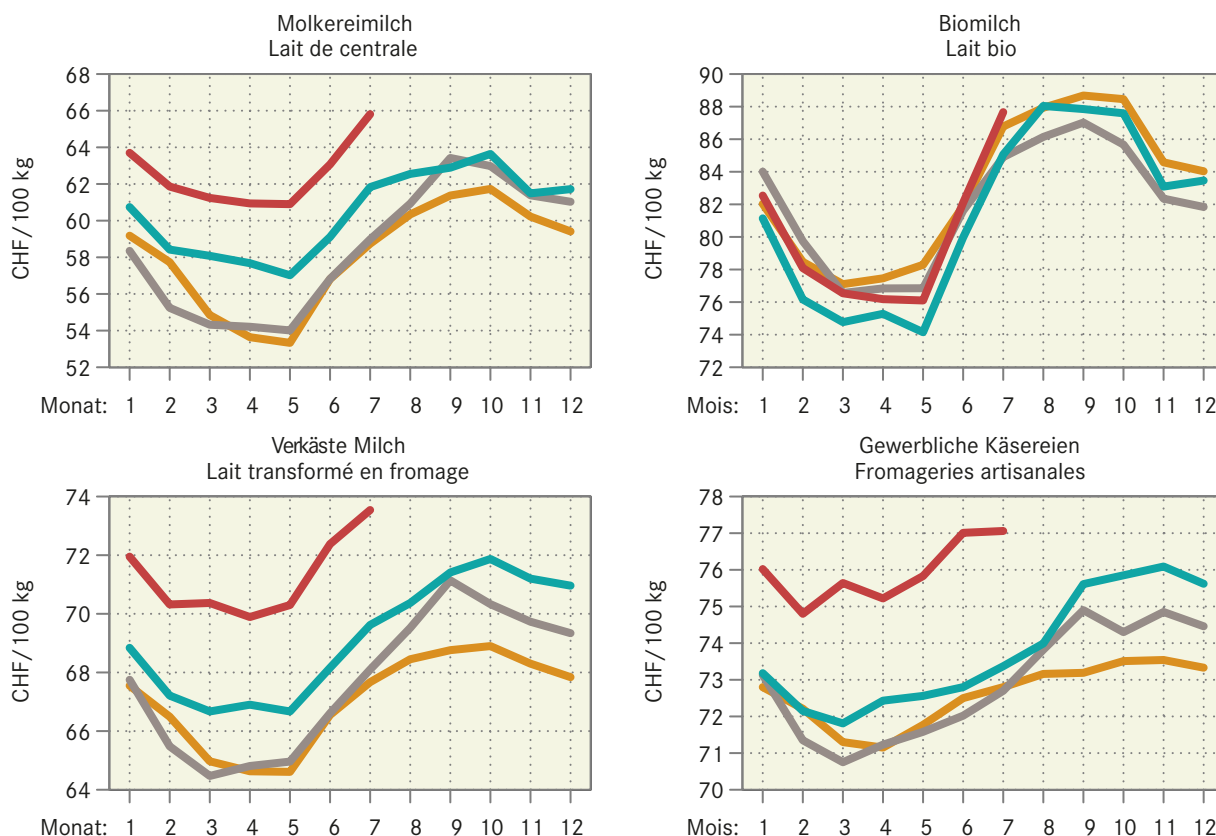 Molkereimilch
Lait de centrale
CHF / 100 kg
68
66
64
62
60
58
56
54
52
Monat: 1 2 3 4 5 6 7 8 9 10 11 12
Biomilch
Lait bio
CHF / 100 kg
90
88
86
84
82
80
78
76
74
72
Mois: 1 2 3 4 5 6 7 8 9 10 11 12
Verkäste Milch
Lait transformé en fromage
CHF / 100 kg
74
72
70
68
66
64
Monat: 1 2 3 4 5 6 7 8 9 10 11 12
Gewerbliche Käsereien
Fromageries artisanales
CHF / 100 kg
78
77
76
75
74
73
72
71
70
Mois: 1 2 3 4 5 6 7 8 9 10 11 12